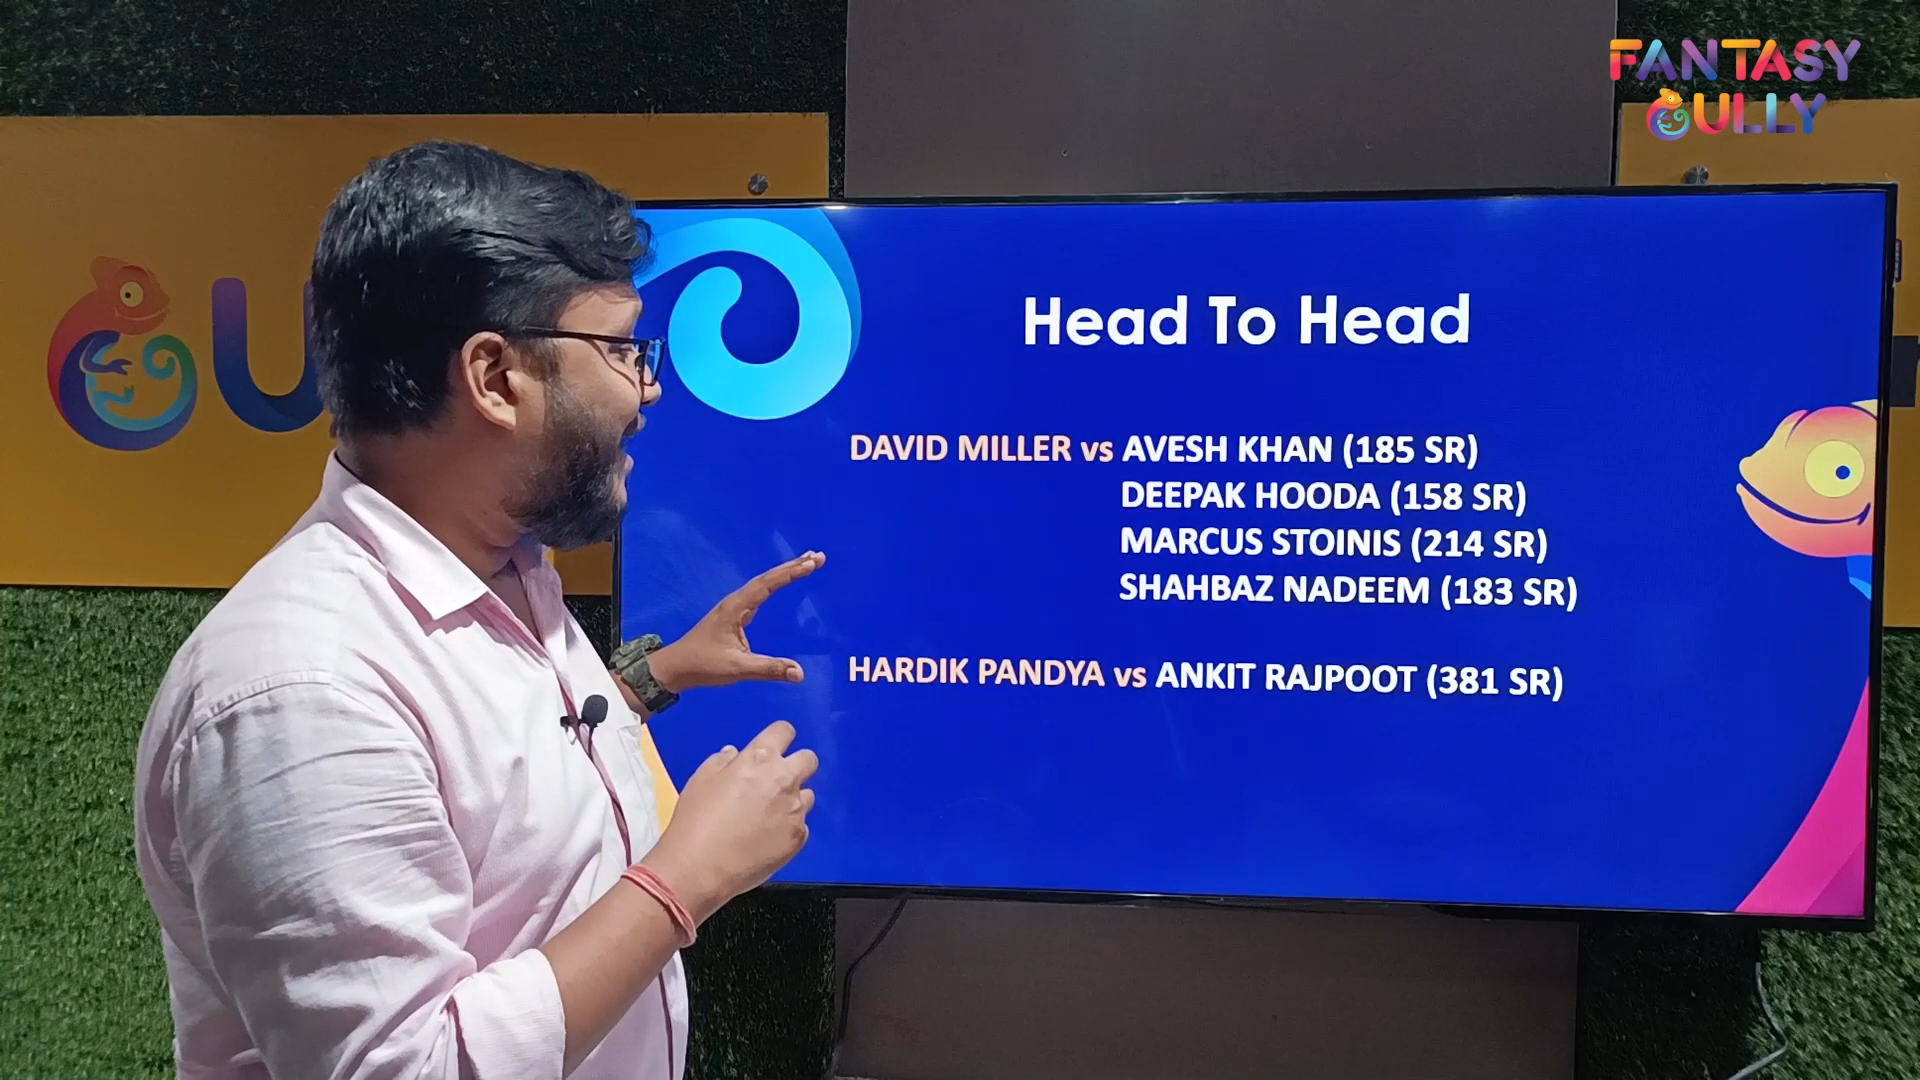 FANTASY
GULLY
GU
Head To Head
DAVID MILLER vs AVESH KHAN (185 SR)
DEEPAK HOODA (158 SR)
MARCUS STOINIS (214 SR)
SHAHBAZ NADEEM (183 SR)
HARDIK PANDYA vs ANKIT RAJPOOT (381 SR)